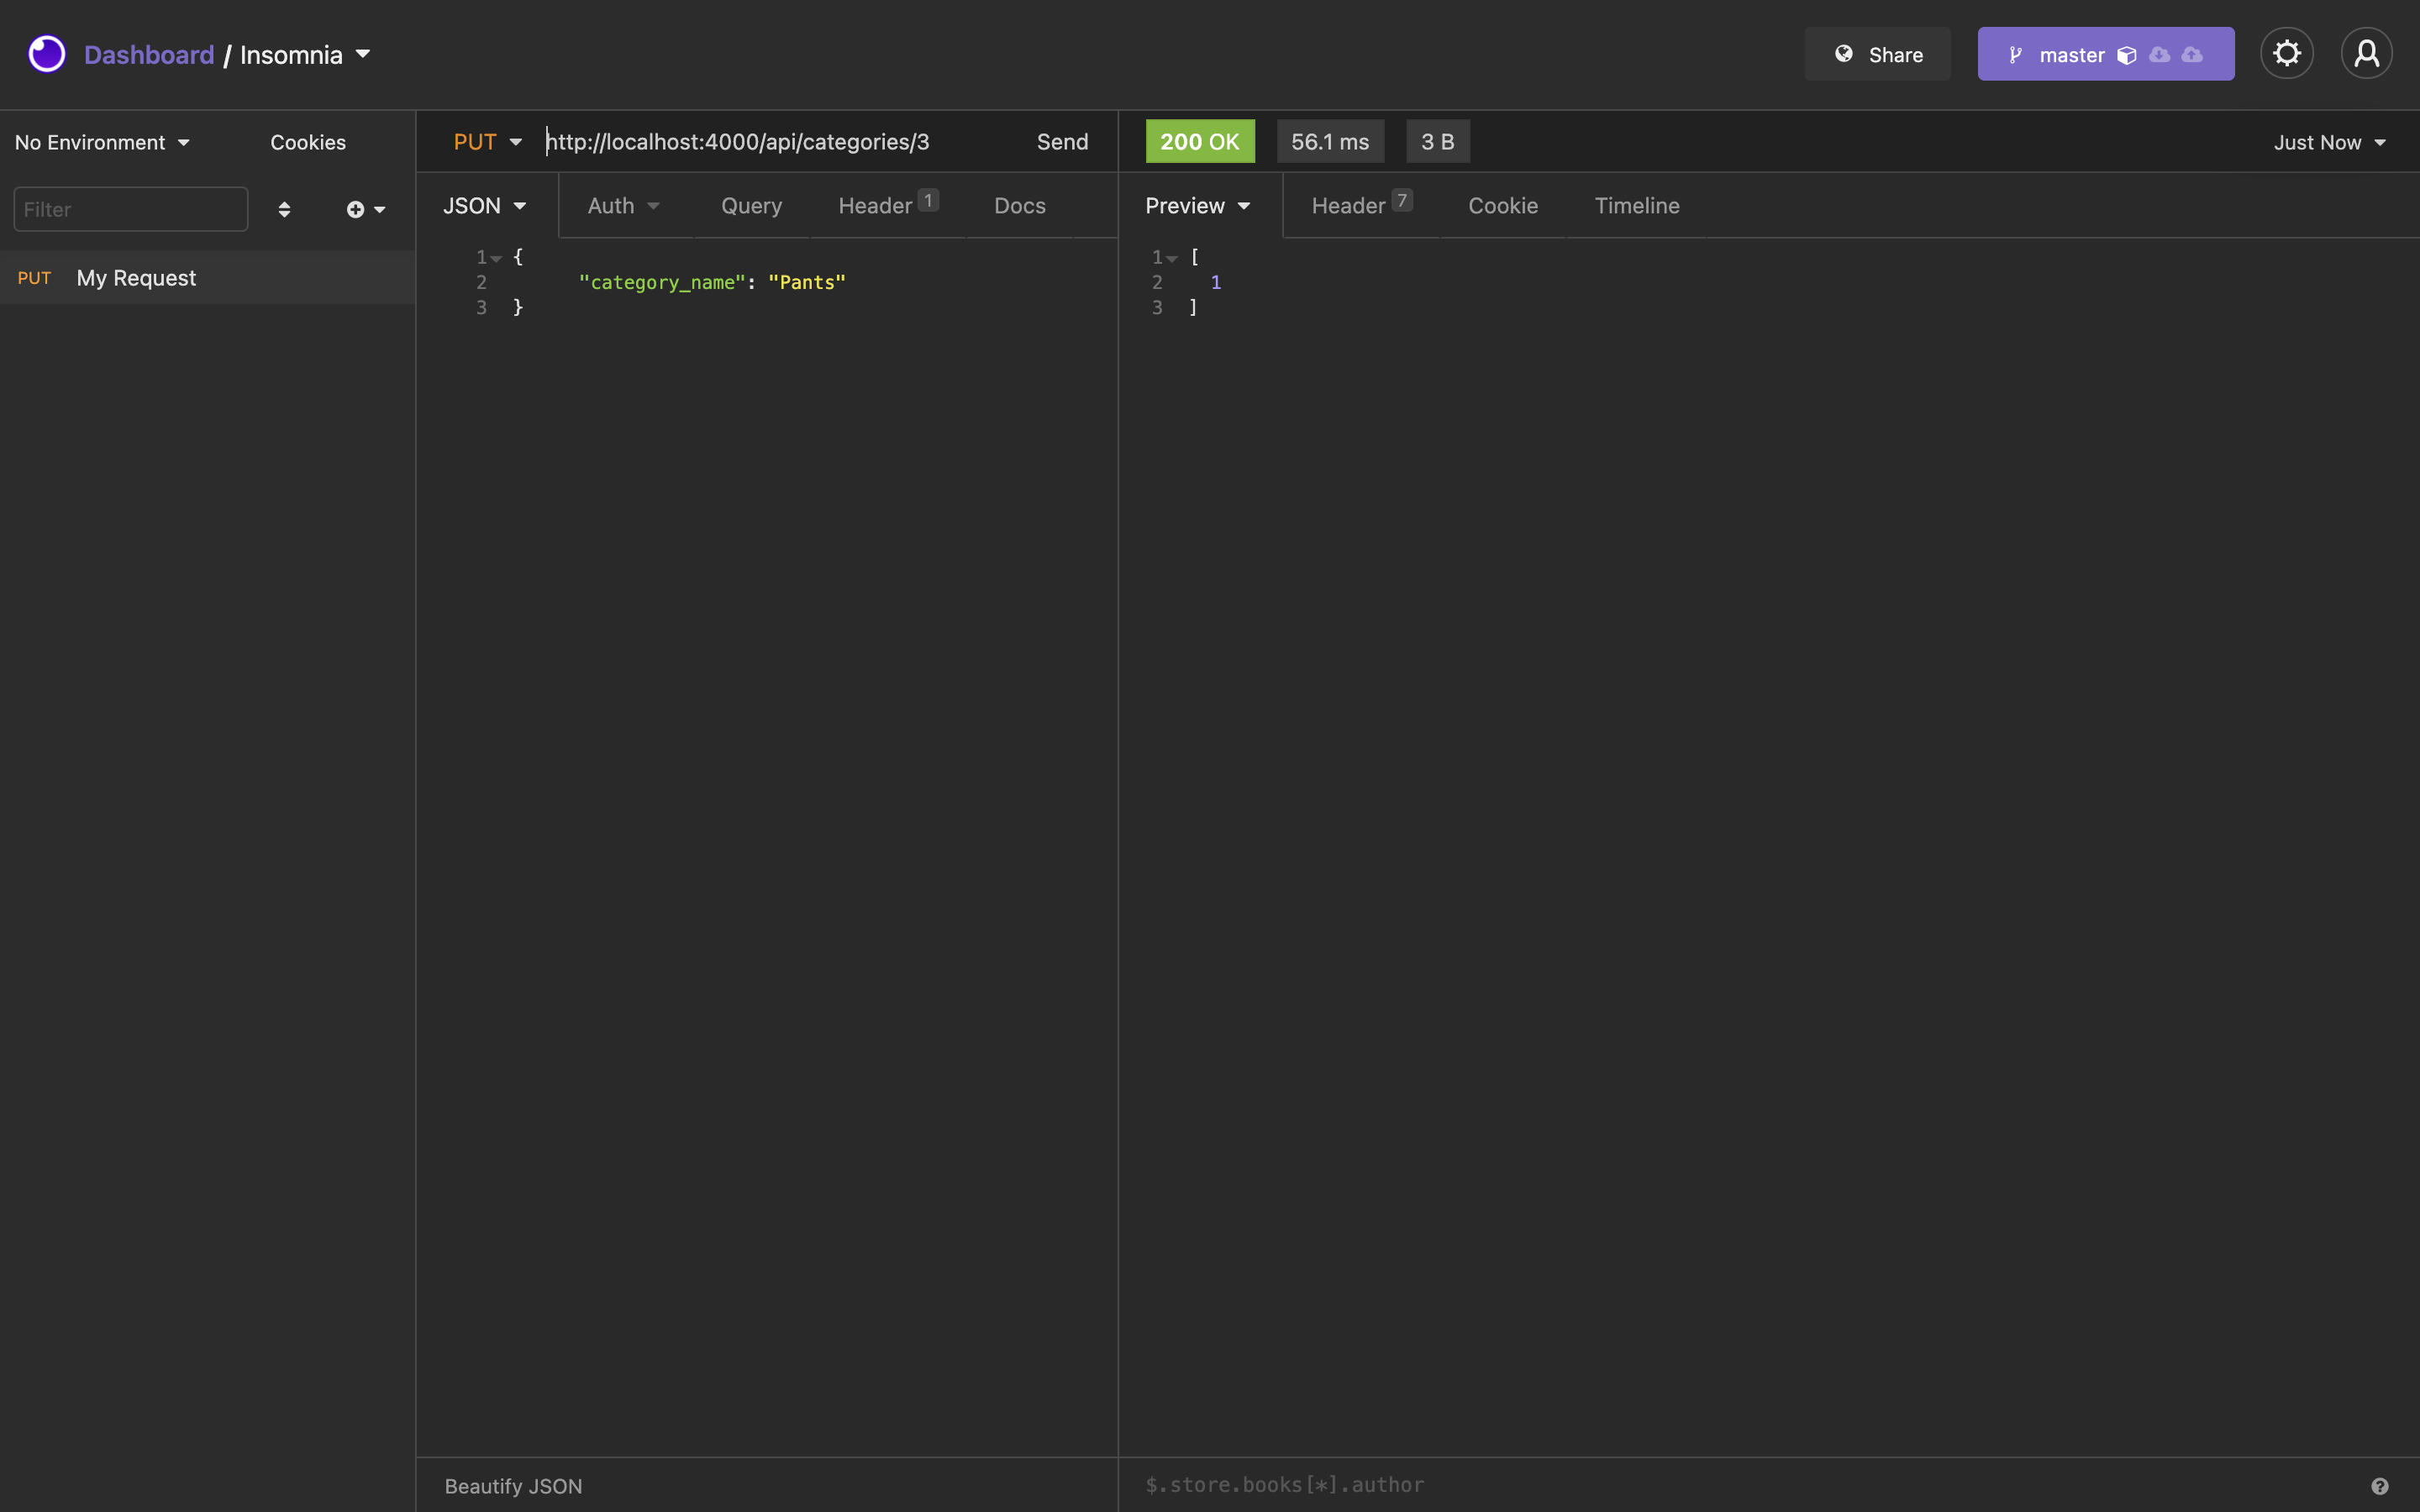 Dashboard / Insomnia
Share
master
No Environment
Cookies
PUT http://localhost:4000/api/categories/3 Send
200 OK 56.1 ms 3 B
Just Now
Filter
JSON Auth Query Header 1 Docs
Preview Header 7 Cookie Timeline
PUT My Request
1 {
2 "category_name": "Pants"
3 }
1 [
2 1
3 ]
Beautify JSON
$.store.books[*].author